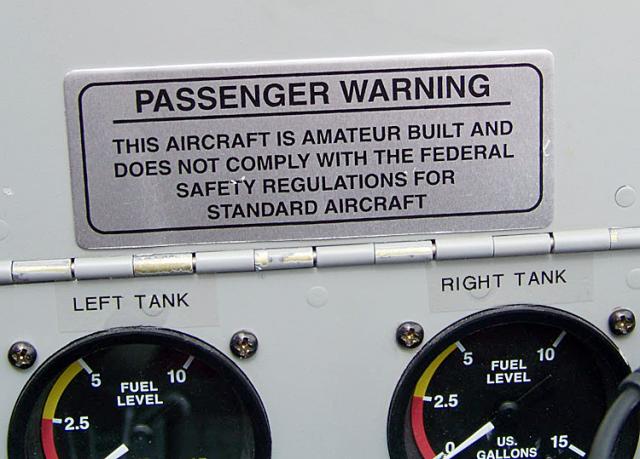 PASSENGER WARNING
THIS AIRCRAFT IS AMATEUR BUILT AND
DOES NOT COMPLY WITH THE FEDERAL
SAFETY REGULATIONS FOR
STANDARD AIRCRAFT
LEFT TANK
RIGHT TANK
5 10
FUEL
LEVEL
2.5
5 10
FUEL
LEVEL
2.5
0 15
US.
GALLONS